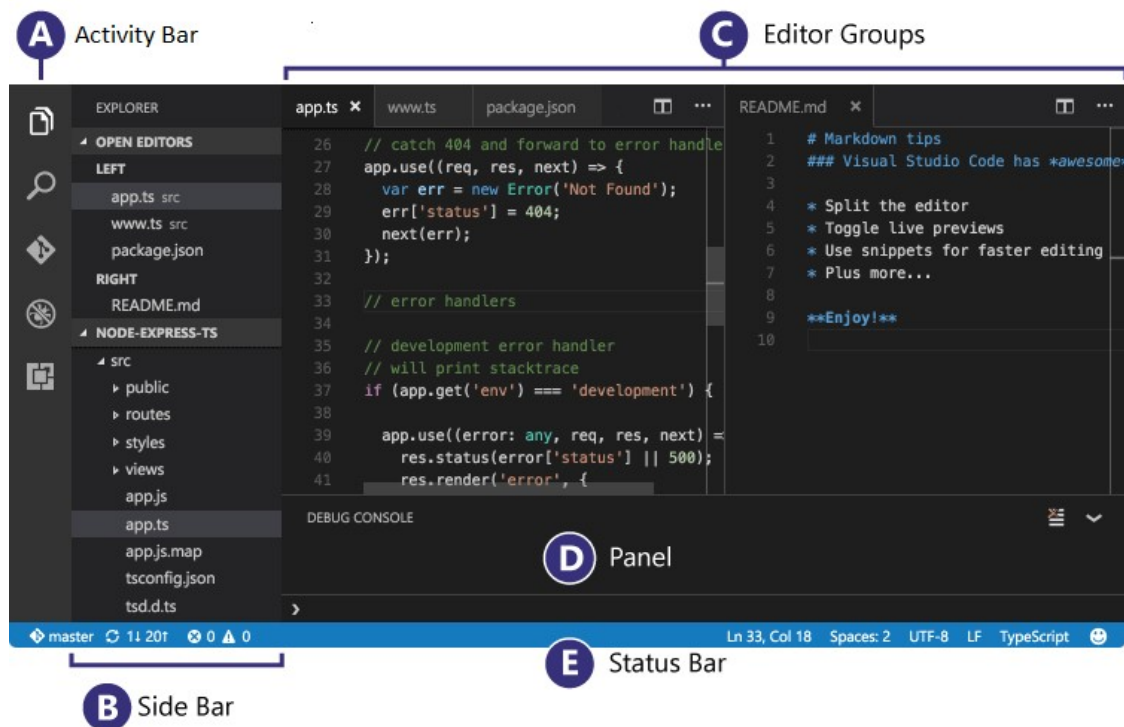 A Activity Bar
C Editor Groups
EXPLORER
OPEN EDITORS
LEFT
app.ts src
www.ts src
package.json
RIGHT
README.md
NODE-EXPRESS-TS
src
public
routes
styles
views
app.js
app.ts
app.js.map
tsconfig.json
tsd.d.ts
app.ts × www.ts package.json ···
26 // catch 404 and forward to error handle
27 app.use((req, res, next) => {
28 var err = new Error('Not Found');
29 err['status'] = 404;
30 next(err);
31 });
32
33 // error handlers
34
35 // development error handler
36 // will print stacktrace
37 if (app.get('env') === 'development') {
38
39 app.use((error: any, req, res, next) =
40 res.status(error['status'] || 500);
41 res.render('error', {
README.md × ···
1 # Markdown tips
2 ### Visual Studio Code has *awesome*
3
4 * Split the editor
5 * Toggle live previews
6 * Use snippets for faster editing
7 * Plus more...
8
9 **Enjoy!**
10
DEBUG CONSOLE
D Panel
master 1↓ 20↑ 0 0
Ln 33, Col 18 Spaces: 2 UTF-8 LF TypeScript
E Status Bar
B Side Bar